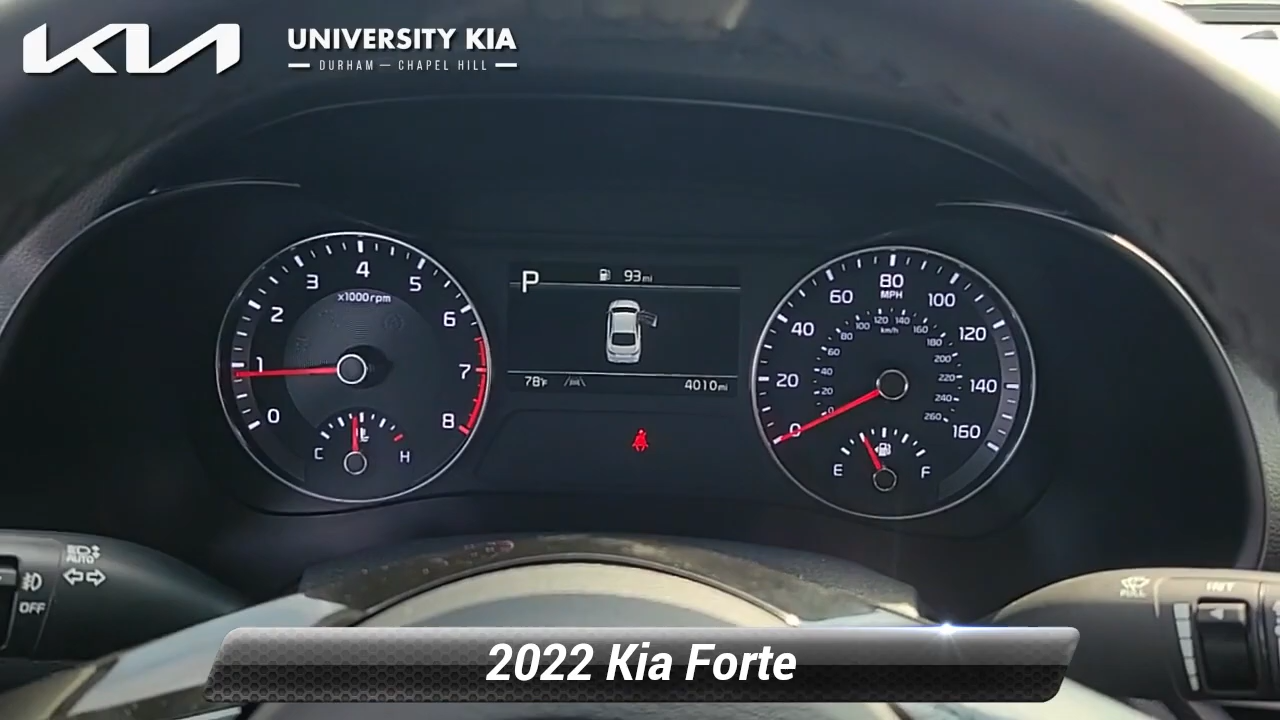 KIA UNIVERSITY KIA
DURHAM — CHAPEL HILL
P 93mi
78°F 4010mi
0 1 2 3 4 5 6 7 8
x1000rpm
C H
0 20 40 60 80 100 120 140 160
MPH
0 20 40 60 80 100 120 140 160 180 200 220 240 260
km/h
E F
AUTO
OFF
PULL
2022 Kia Forte